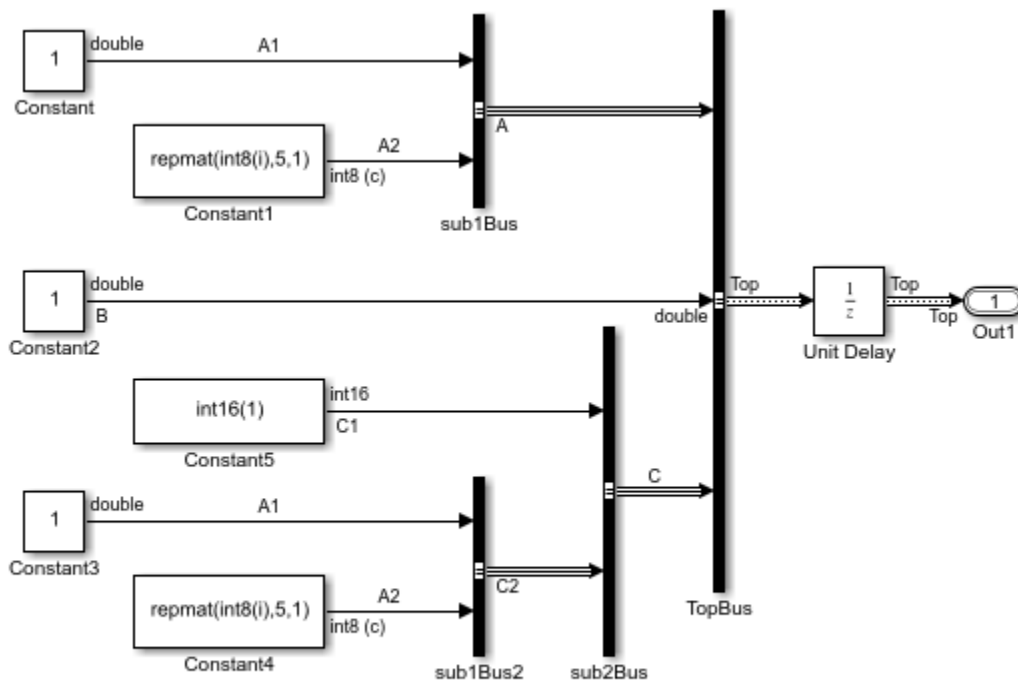 double
A1
1
Constant
A
A2
repmat(int8(i),5,1)
int8 (c)
Constant1
sub1Bus
double
1
B
Constant2
double
Top
Top
1
z
Top
1
Unit Delay
Out1
int16
int16(1)
C1
Constant5
C
double
A1
1
Constant3
C2
A2
repmat(int8(i),5,1)
int8 (c)
Constant4
sub1Bus2
sub2Bus
TopBus